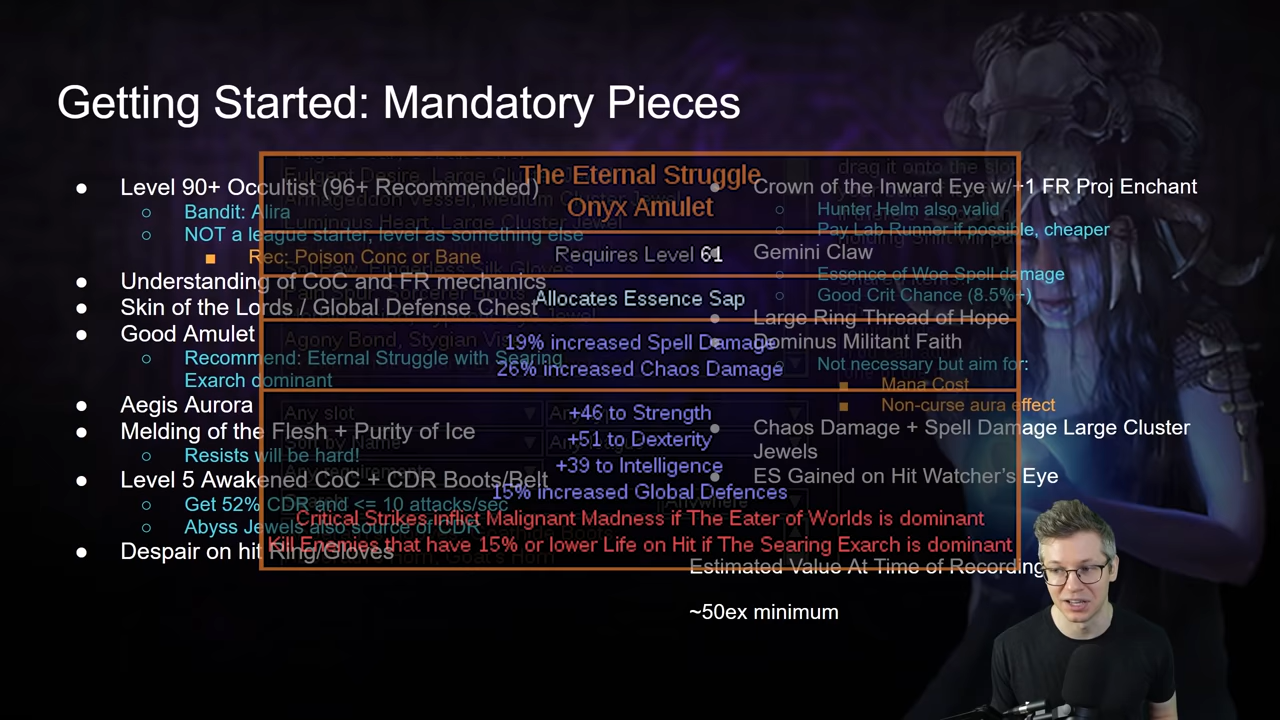 Getting Started: Mandatory Pieces
Level 90+ Occultist (96+ Recommended)
Bandit: Alira
NOT a league starter, level as something else
Rec: Poison Conc or Bane
Understanding of CoC and FR mechanics
Skin of the Lords / Global Defense Chest
Good Amulet
Recommend: Eternal Struggle with Searing
Exarch dominant
Aegis Aurora
Melding of the Flesh + Purity of Ice
Resists will be hard!
Level 5 Awakened CoC + CDR Boots/Belt
Get 52% CDR and <= 10 attacks/sec
Abyss Jewels also source of CDR
Despair on hit Ring/Gloves
The Eternal Struggle
Onyx Amulet
Requires Level 61
Allocates Essence Sap
19% increased Spell Damage
26% increased Chaos Damage
+46 to Strength
+51 to Dexterity
+39 to Intelligence
15% increased Global Defences
Critical Strikes inflict Malignant Madness if The Eater of Worlds is dominant
Kill Enemies that have 15% or lower Life on Hit if The Searing Exarch is dominant
Crown of the Inward Eye w/+1 FR Proj Enchant
Hunter Helm also valid
Pay Lab Runner if possible, cheaper
Gemini Claw
Essence of Woe Spell damage
Good Crit Chance (8.5%+)
Large Ring Thread of Hope
Dominus Militant Faith
Not necessary but aim for:
Mana Cost
Non-curse aura effect
Chaos Damage + Spell Damage Large Cluster
Jewels
ES Gained on Hit Watcher's Eye
Estimated Value At Time of Recording
~50ex minimum
drag it onto the slo
Any slot